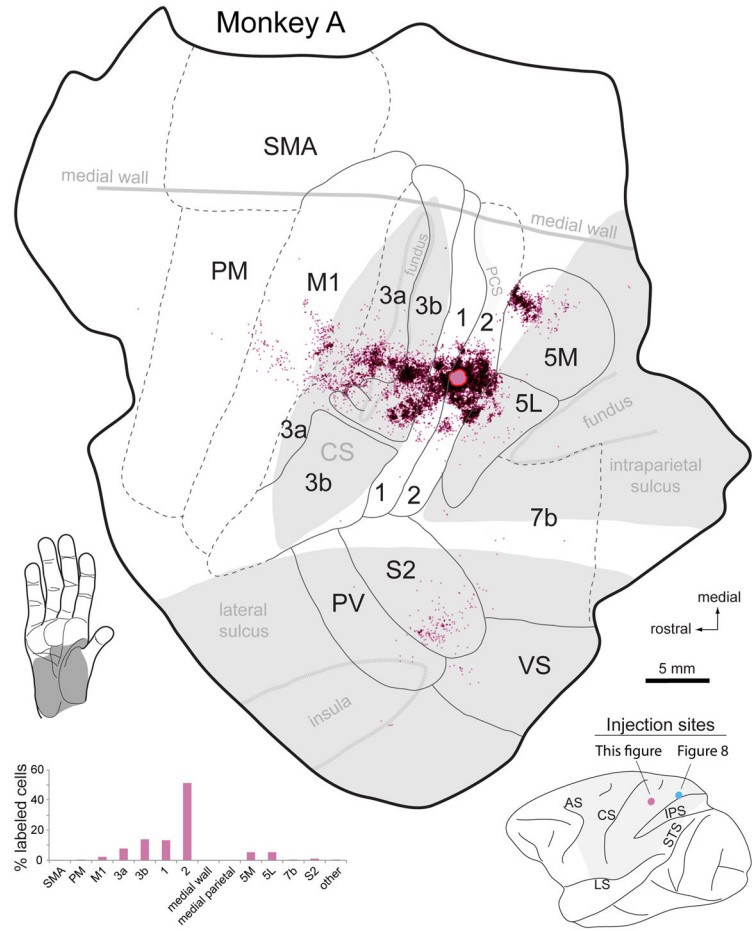 Monkey A
SMA
medial wall
medial wall
PM
M1
3a
fundus
3b
1
PCS
2
5M
5L
fundus
3a
CS
3b
1
2
intraparietal
sulcus
7b
S2
PV
lateral
sulcus
VS
insula
medial
rostral
5 mm
Injection sites
This figure
Figure 8
AS
CS
IPS
STS
LS
% labeled cells
60
40
20
0
SMA
PM
M1
3a
3b
1
2
medial wall
medial parietal
5M
5L
7b
S2
other